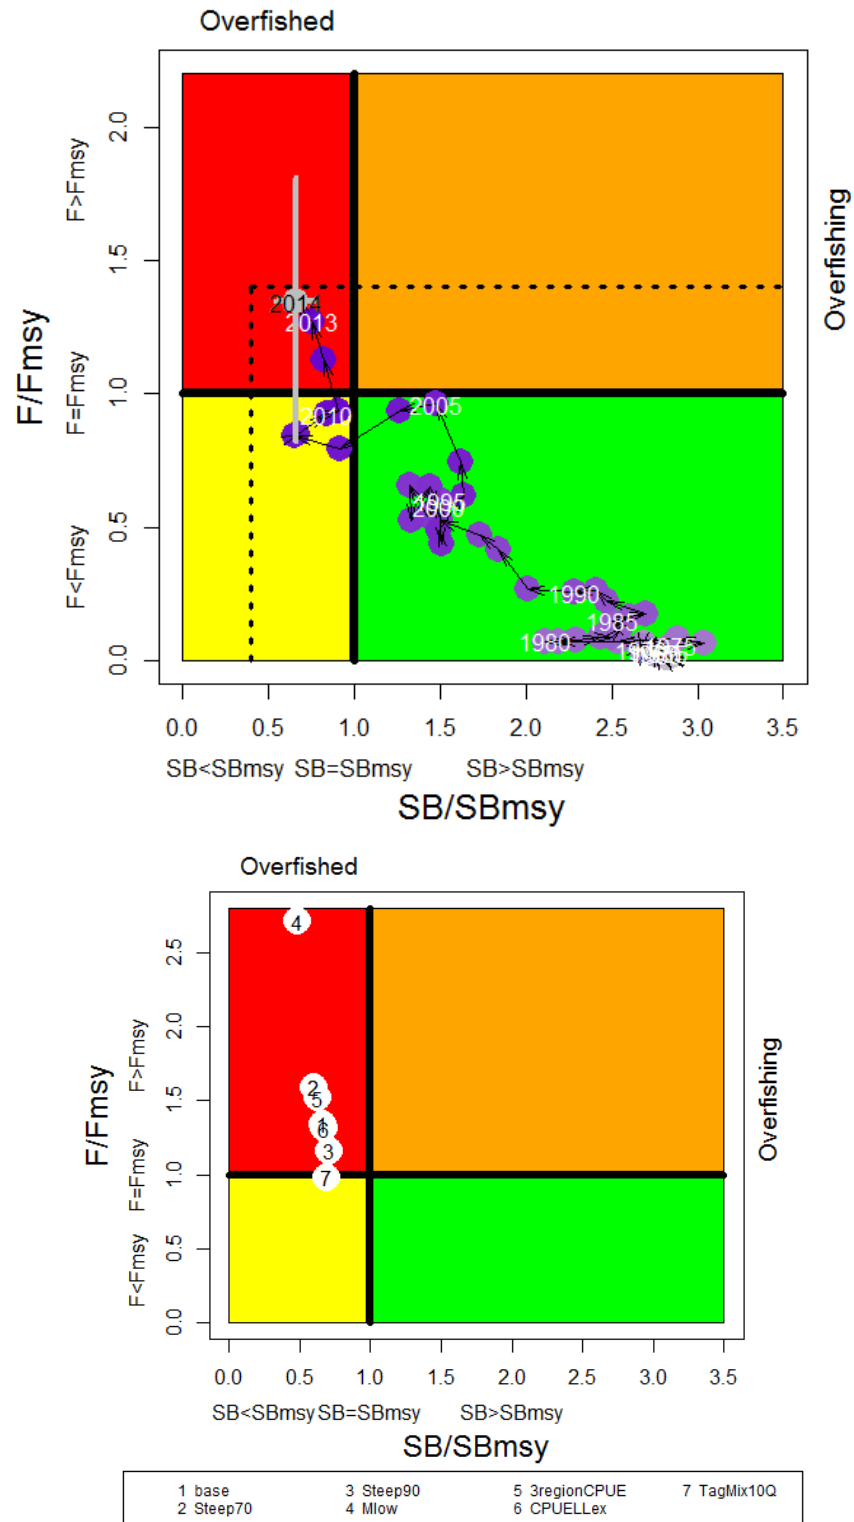 Overfished
F/Fmsy
F<Fmsy F=Fmsy F>Fmsy
0.0 0.5 1.0 1.5 2.0
2014
2013
2010
2005
1995
2000
1990
1985
1980
1975
Overfishing
0.0 0.5 1.0 1.5 2.0 2.5 3.0 3.5
SB<SBmsy SB=SBmsy SB>SBmsy
SB/SBmsy
Overfished
F/Fmsy
F<Fmsy F=Fmsy F>Fmsy
0.0 0.5 1.0 1.5 2.0 2.5
4
2
5
1
6
3
7
Overfishing
0.0 0.5 1.0 1.5 2.0 2.5 3.0 3.5
SB<SBmsy SB=SBmsy SB>SBmsy
SB/SBmsy
1 base 3 Steep90 5 3regionCPUE 7 TagMix10Q
2 Steep70 4 Mlow 6 CPUELLex